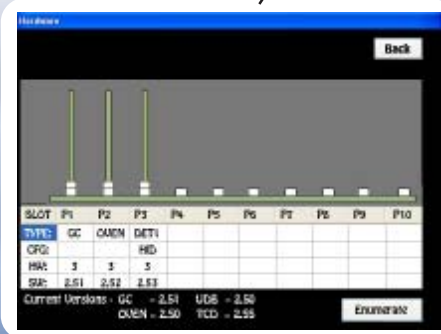 Hardware
Back
SLOT P1 P2 P3 P4 P5 P6 P7 P8 P9 P10
TYPE: GC OVEN DET1
CFG: FID
HW: 3 3 3
SW: 2.51 2.52 2.53
Current Versions - GC - 2.51 UDB - 2.50
OVEN - 2.50 TCD - 2.55
Enumerate